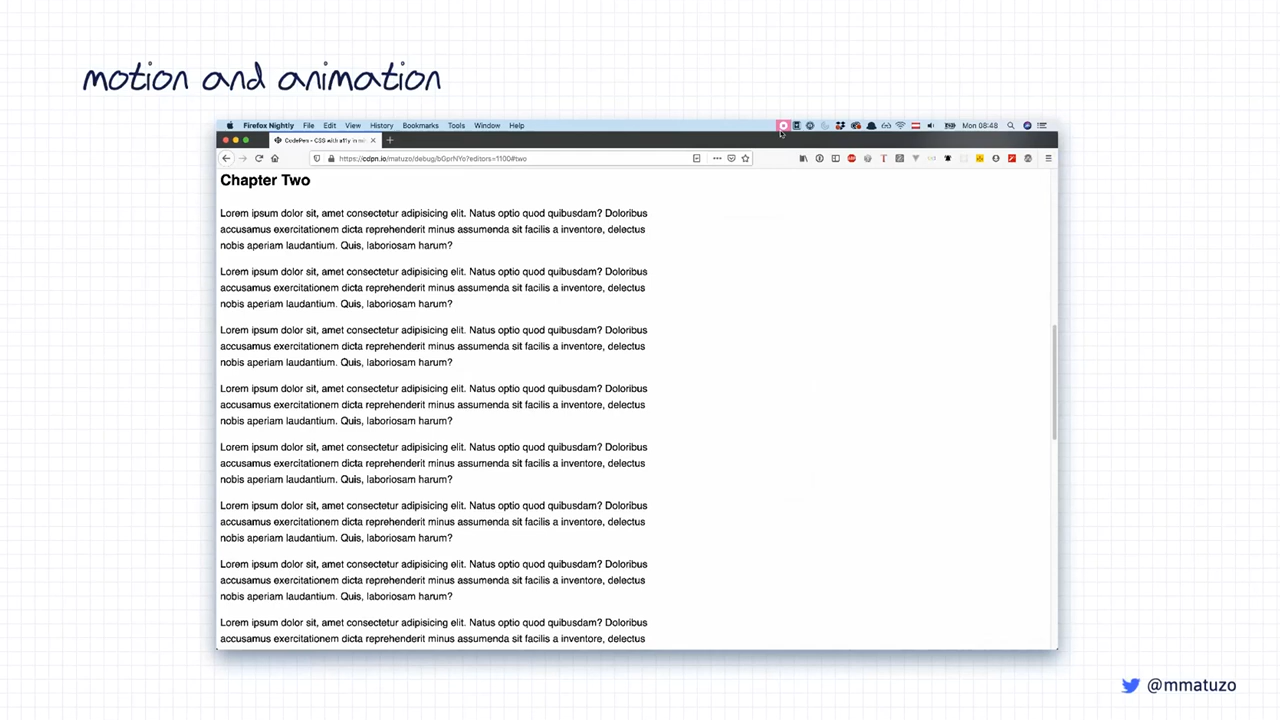 motion and animation
Firefox Nightly File Edit View History Bookmarks Tools Window Help Mon 08:48
CodePen - CSS with a11y in mi
https://cdpn.io/matuzo/debug/bGprNYo?editors=1100#two
Chapter Two
Lorem ipsum dolor sit, amet consectetur adipisicing elit. Natus optio quod quibusdam? Doloribus
accusamus exercitationem dicta reprehenderit minus assumenda sit facilis a inventore, delectus
nobis aperiam laudantium. Quis, laboriosam harum?
Lorem ipsum dolor sit, amet consectetur adipisicing elit. Natus optio quod quibusdam? Doloribus
accusamus exercitationem dicta reprehenderit minus assumenda sit facilis a inventore, delectus
nobis aperiam laudantium. Quis, laboriosam harum?
Lorem ipsum dolor sit, amet consectetur adipisicing elit. Natus optio quod quibusdam? Doloribus
accusamus exercitationem dicta reprehenderit minus assumenda sit facilis a inventore, delectus
nobis aperiam laudantium. Quis, laboriosam harum?
Lorem ipsum dolor sit, amet consectetur adipisicing elit. Natus optio quod quibusdam? Doloribus
accusamus exercitationem dicta reprehenderit minus assumenda sit facilis a inventore, delectus
nobis aperiam laudantium. Quis, laboriosam harum?
Lorem ipsum dolor sit, amet consectetur adipisicing elit. Natus optio quod quibusdam? Doloribus
accusamus exercitationem dicta reprehenderit minus assumenda sit facilis a inventore, delectus
nobis aperiam laudantium. Quis, laboriosam harum?
Lorem ipsum dolor sit, amet consectetur adipisicing elit. Natus optio quod quibusdam? Doloribus
accusamus exercitationem dicta reprehenderit minus assumenda sit facilis a inventore, delectus
nobis aperiam laudantium. Quis, laboriosam harum?
Lorem ipsum dolor sit, amet consectetur adipisicing elit. Natus optio quod quibusdam? Doloribus
accusamus exercitationem dicta reprehenderit minus assumenda sit facilis a inventore, delectus
nobis aperiam laudantium. Quis, laboriosam harum?
Lorem ipsum dolor sit, amet consectetur adipisicing elit. Natus optio quod quibusdam? Doloribus
accusamus exercitationem dicta reprehenderit minus assumenda sit facilis a inventore, delectus
@mmatuzo